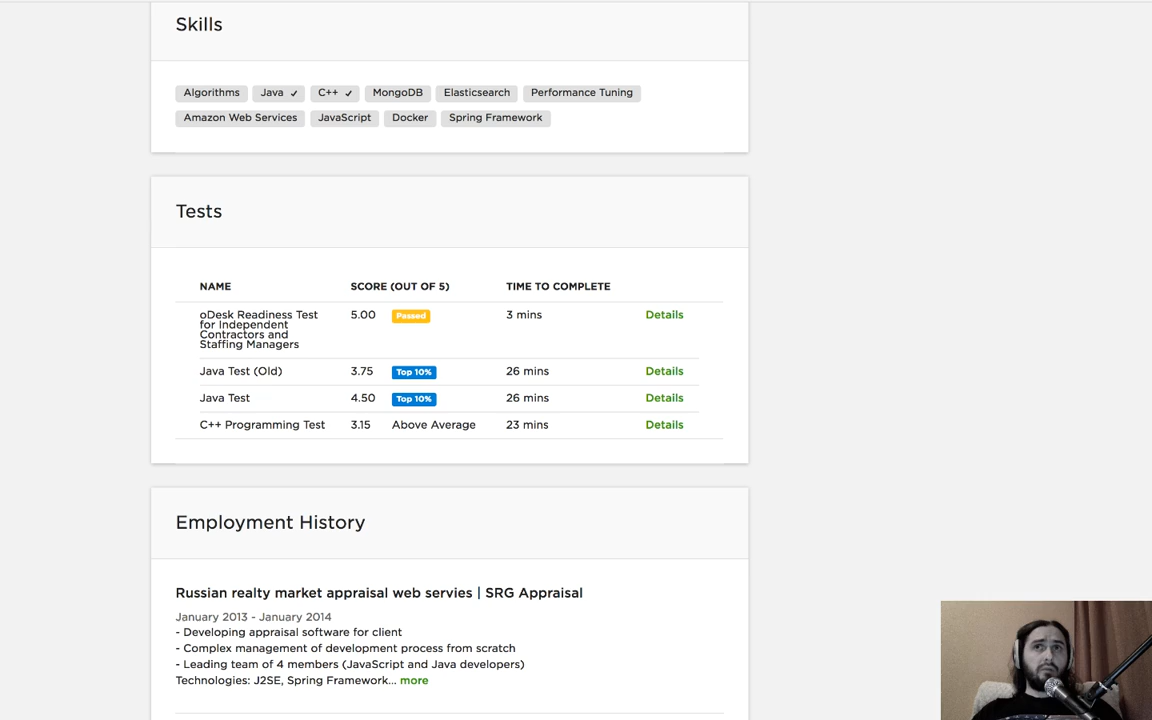 Skills
Algorithms Java ✓ C++ ✓ MongoDB Elasticsearch Performance Tuning
Amazon Web Services JavaScript Docker Spring Framework
Tests
NAME SCORE (OUT OF 5) TIME TO COMPLETE
oDesk Readiness Test 5.00 Passed 3 mins Details
for Independent
Contractors and
Staffing Managers
Java Test (Old) 3.75 Top 10% 26 mins Details
Java Test 4.50 Top 10% 26 mins Details
C++ Programming Test 3.15 Above Average 23 mins Details
Employment History
Russian realty market appraisal web servies | SRG Appraisal
January 2013 - January 2014
- Developing appraisal software for client
- Complex management of development process from scratch
- Leading team of 4 members (JavaScript and Java developers)
Technologies: J2SE, Spring Framework... more